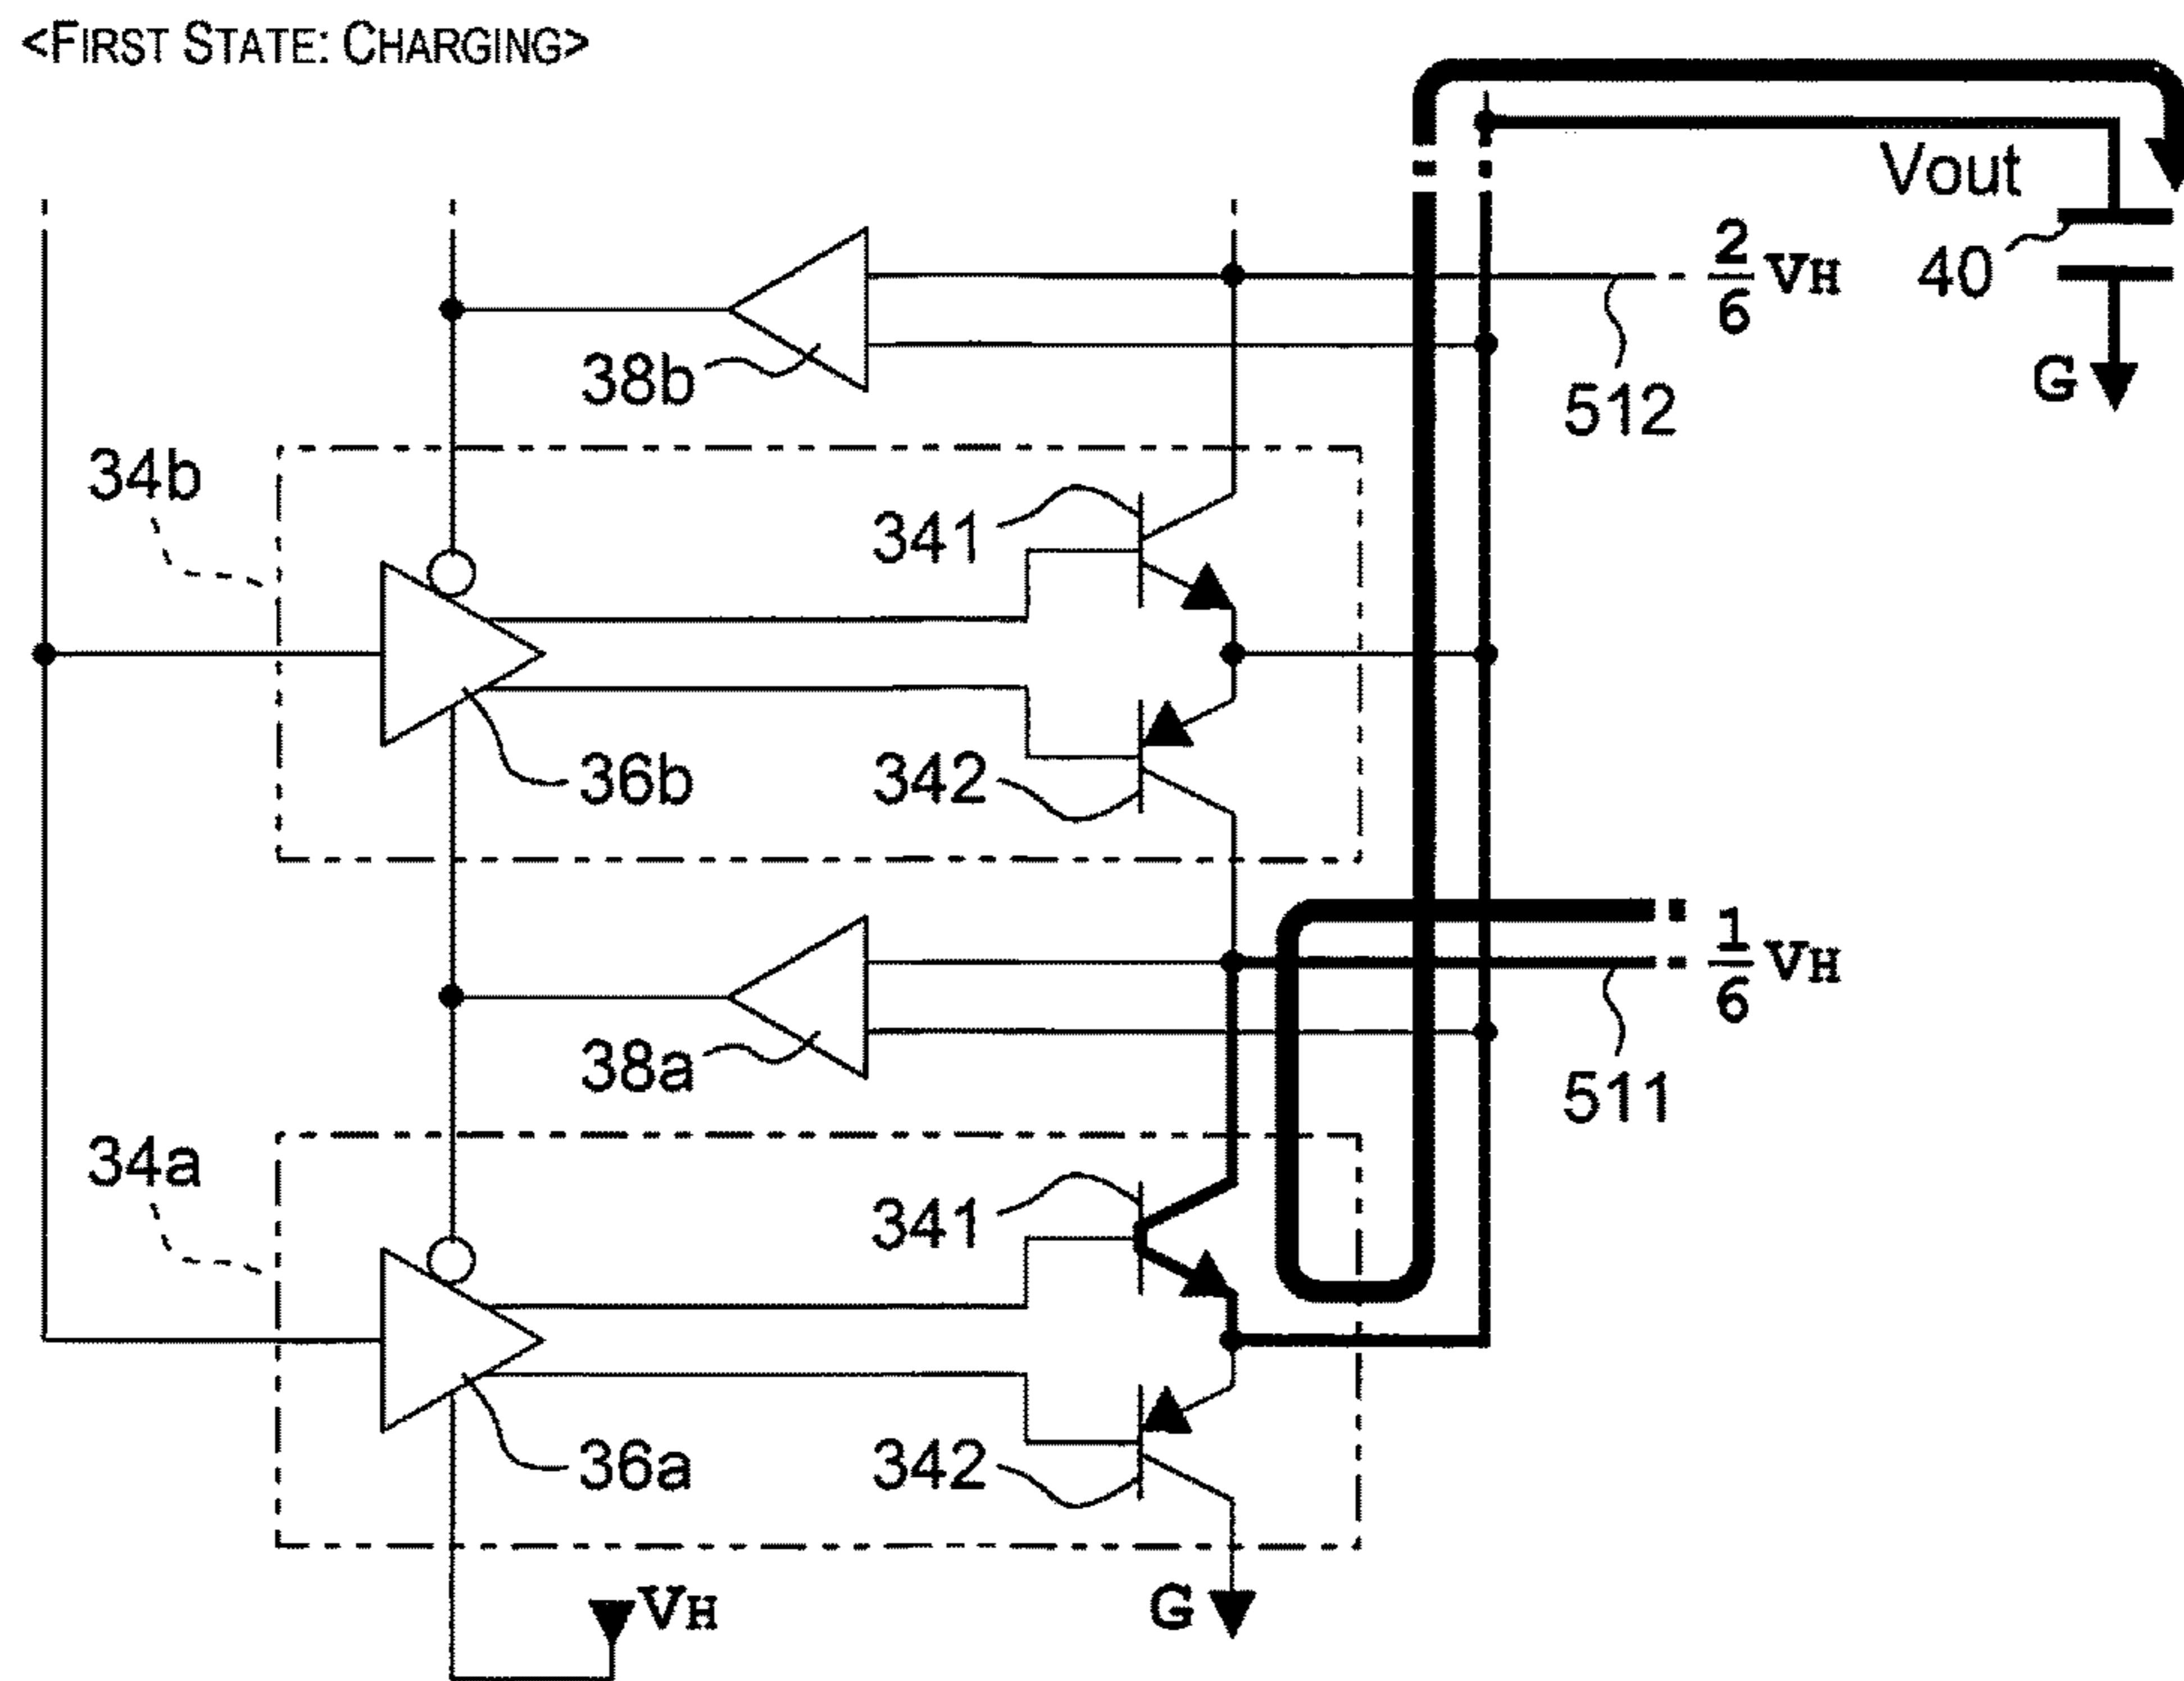 <FIRST STATE: CHARGING>
Vout
2/6 VH
40
38b
512
G
34b
341
36b
342
1/6 VH
38a
511
34a
341
36a
342
VH
G